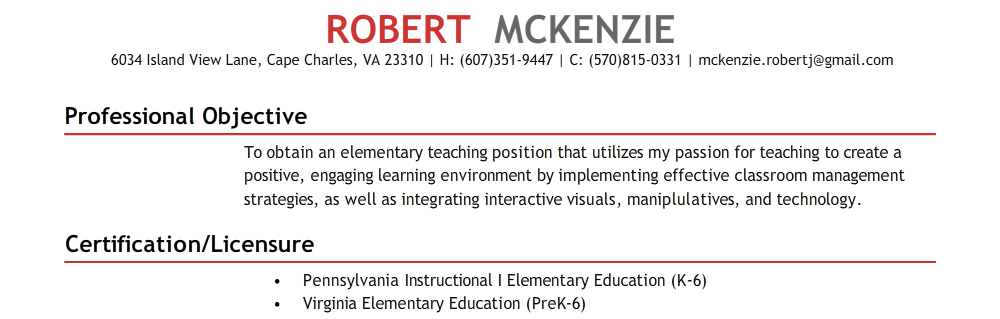 ROBERT MCKENZIE
6034 Island View Lane, Cape Charles, VA 23310 | H: (607)351-9447 | C: (570)815-0331 | mckenzie.robertj@gmail.com
Professional Objective
To obtain an elementary teaching position that utilizes my passion for teaching to create a
positive, engaging learning environment by implementing effective classroom management
strategies, as well as integrating interactive visuals, maniplulatives, and technology.
Certification/Licensure
• Pennsylvania Instructional I Elementary Education (K-6)
• Virginia Elementary Education (PreK-6)